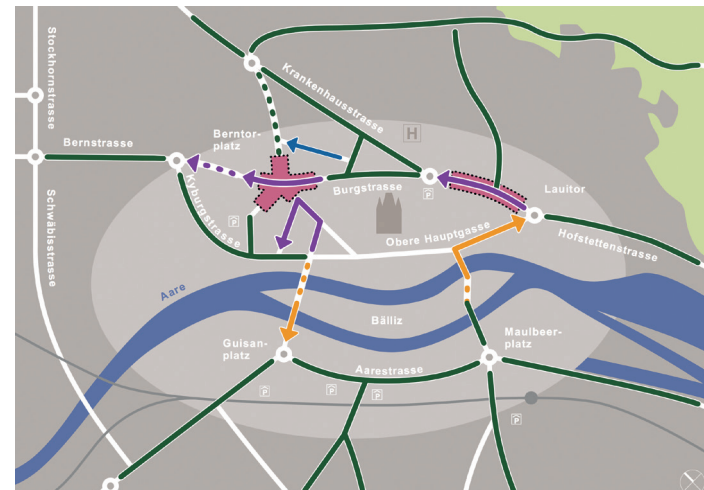 Stockhornstrasse
Krankenhausstrasse
H
Bernstrasse
Berntor-
platz
Burgstrasse
P
Lauitor
Kyburgstrasse
P
Schwäbisstrasse
Obere Hauptgasse
Hofstettenstrasse
Aare
Bälliz
Guisan-
platz
Maulbeer-
platz
Aarestrasse
P
P
P
P